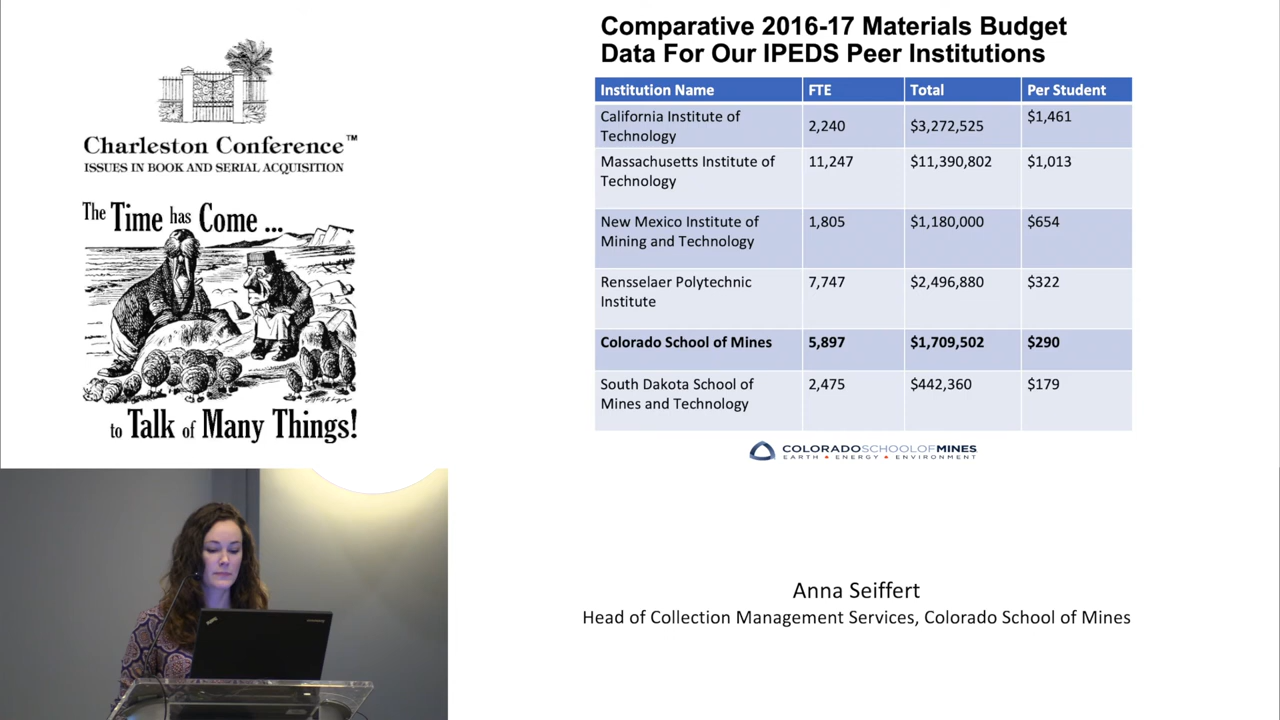 Charleston Conference™
ISSUES IN BOOK AND SERIAL ACQUISITION
The Time has Come ...
to Talk of Many Things!
Comparative 2016-17 Materials Budget
Data For Our IPEDS Peer Institutions
Institution Name FTE Total Per Student
California Institute of
Technology 2,240 $3,272,525 $1,461
Massachusetts Institute of
Technology 11,247 $11,390,802 $1,013
New Mexico Institute of
Mining and Technology 1,805 $1,180,000 $654
Rensselaer Polytechnic
Institute 7,747 $2,496,880 $322
Colorado School of Mines 5,897 $1,709,502 $290
South Dakota School of
Mines and Technology 2,475 $442,360 $179
COLORADOSCHOOLOFMINES
EARTH • ENERGY • ENVIRONMENT
Anna Seiffert
Head of Collection Management Services, Colorado School of Mines